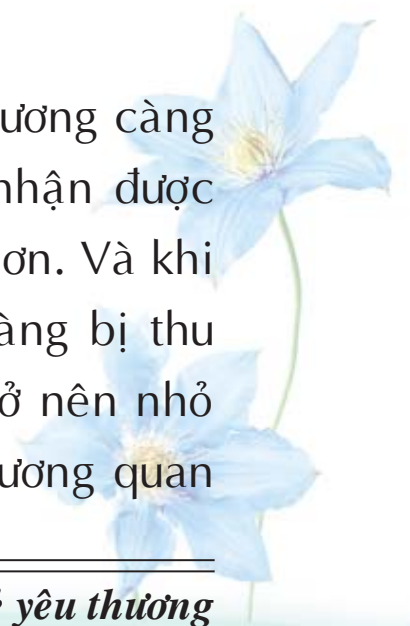 ương càng
nhận được
ơn. Và khi
àng bị thu
ở nên nhỏ
ương quan
yêu thương